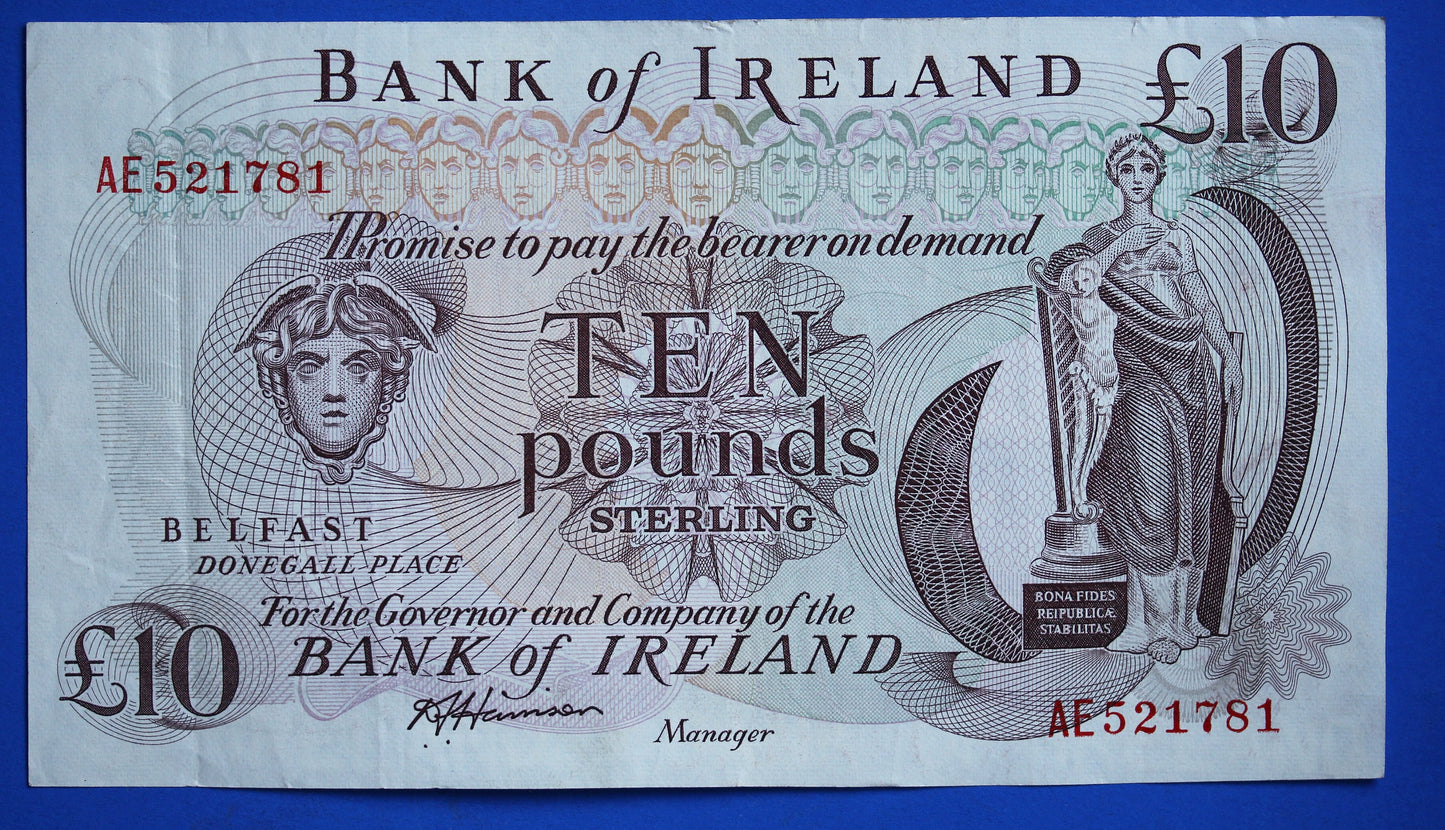 BANK of IRELAND £10
AE521781
I Promise to pay the bearer on demand
TEN
pounds
STERLING
BELFAST
DONEGALL PLACE
BONA FIDES
REIPUBLICÆ
STABILITAS
For the Governor and Company of the
£10 BANK of IRELAND
Manager
AE521781